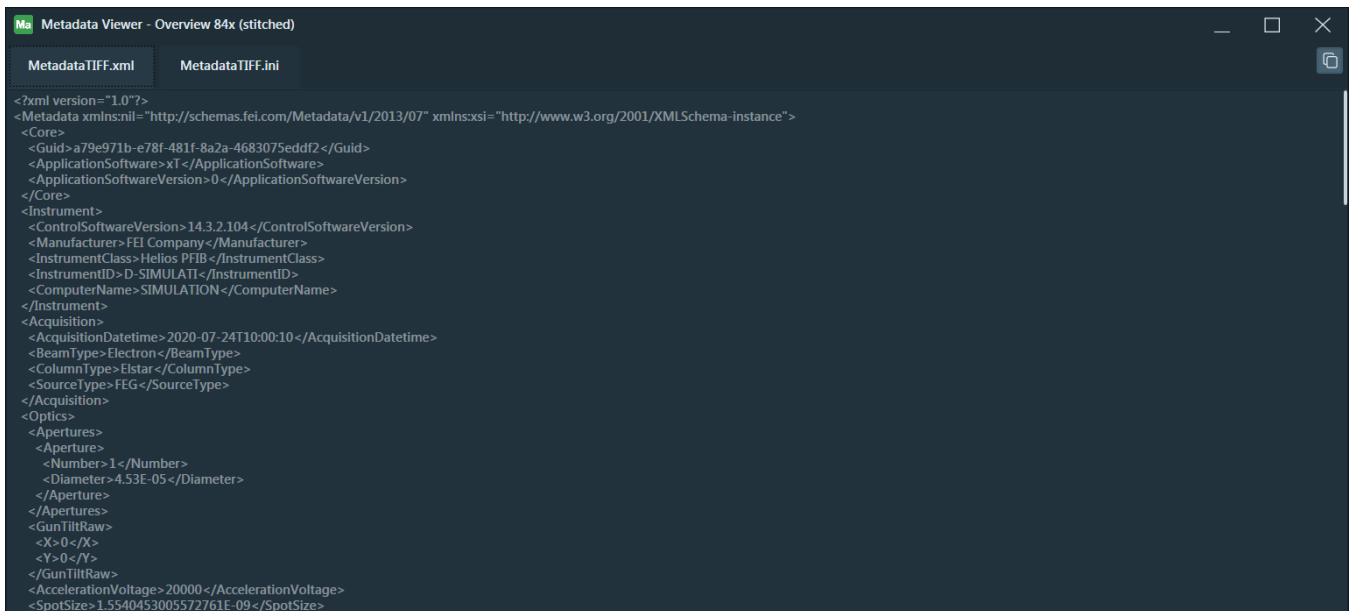 Ma Metadata Viewer - Overview 84x (stitched)
MetadataTIFF.xml MetadataTIFF.ini
<?xml version="1.0"?>
<Metadata xmlns:nil="http://schemas.fei.com/Metadata/v1/2013/07" xmlns:xsi="http://www.w3.org/2001/XMLSchema-instance">
<Core>
<Guid>a79e971b-e78f-481f-8a2a-4683075eddf2</Guid>
<ApplicationSoftware>xT</ApplicationSoftware>
<ApplicationSoftwareVersion>0</ApplicationSoftwareVersion>
</Core>
<Instrument>
<ControlSoftwareVersion>14.3.2.104</ControlSoftwareVersion>
<Manufacturer>FEI Company</Manufacturer>
<InstrumentClass>Helios PFIB</InstrumentClass>
<InstrumentID>D-SIMULATI</InstrumentID>
<ComputerName>SIMULATION</ComputerName>
</Instrument>
<Acquisition>
<AcquisitionDatetime>2020-07-24T10:00:10</AcquisitionDatetime>
<BeamType>Electron</BeamType>
<ColumnType>Elstar</ColumnType>
<SourceType>FEG</SourceType>
</Acquisition>
<Optics>
<Apertures>
<Aperture>
<Number>1</Number>
<Diameter>4.53E-05</Diameter>
</Aperture>
</Apertures>
<GunTiltRaw>
<X>0</X>
<Y>0</Y>
</GunTiltRaw>
<AccelerationVoltage>20000</AccelerationVoltage>
<SpotSize>1.5540453005572761E-09</SpotSize>